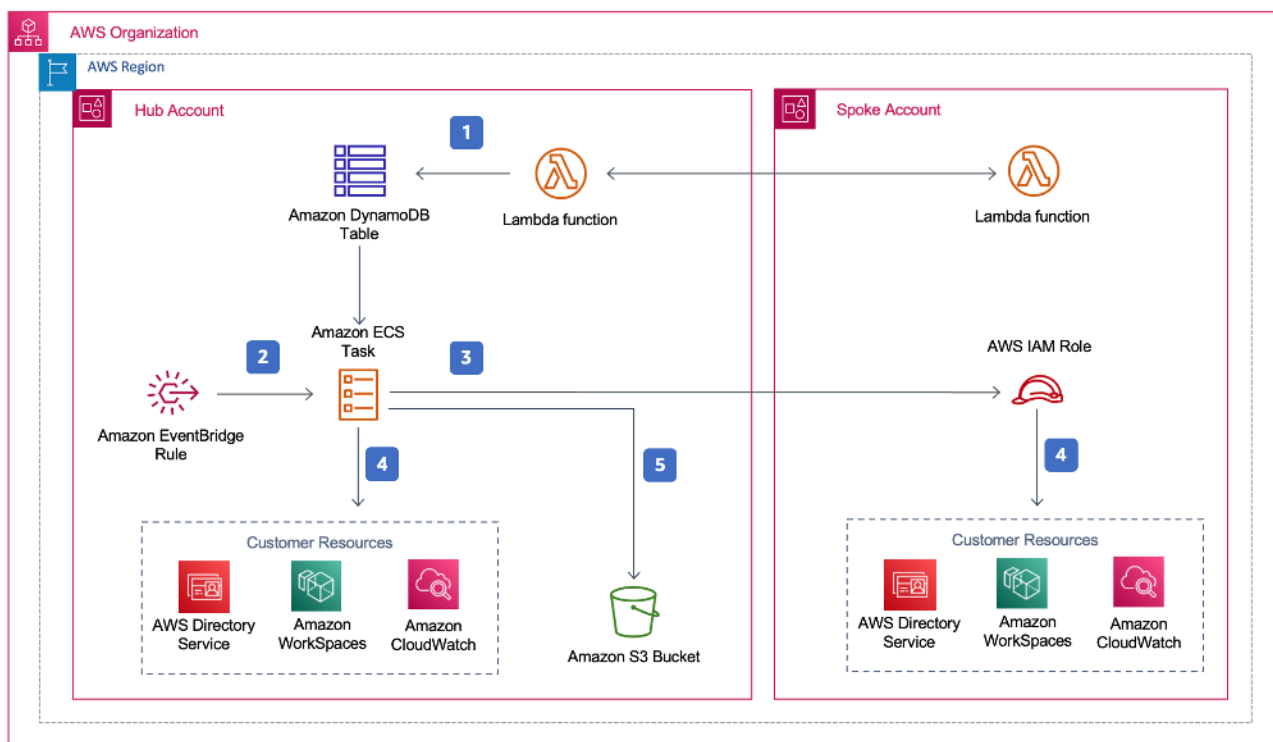 AWS Organization
AWS Region
Hub Account
Spoke Account
1
Amazon DynamoDB
Table
Lambda function
Lambda function
Amazon ECS
Task
2
3
AWS IAM Role
Amazon EventBridge
Rule
4
5
4
Customer Resources
AWS Directory
Service
Amazon
WorkSpaces
Amazon
CloudWatch
Amazon S3 Bucket
Customer Resources
AWS Directory
Service
Amazon
WorkSpaces
Amazon
CloudWatch